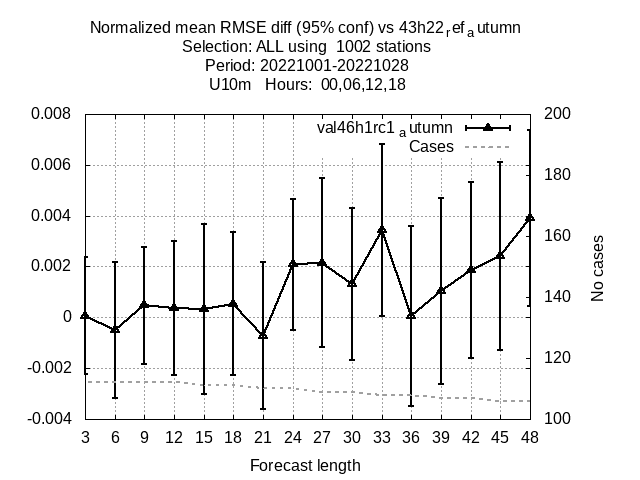 Normalized mean RMSE diff (95% conf) vs 43h22refautumn
Selection: ALL using 1002 stations
Period: 20221001-20221028
U10m Hours: 00,06,12,18
val46h1rc1autumn
Cases
0.008
0.006
0.004
0.002
0
-0.002
-0.004
200
180
160
140
120
100
No cases
3 6 9 12 15 18 21 24 27 30 33 36 39 42 45 48
Forecast length